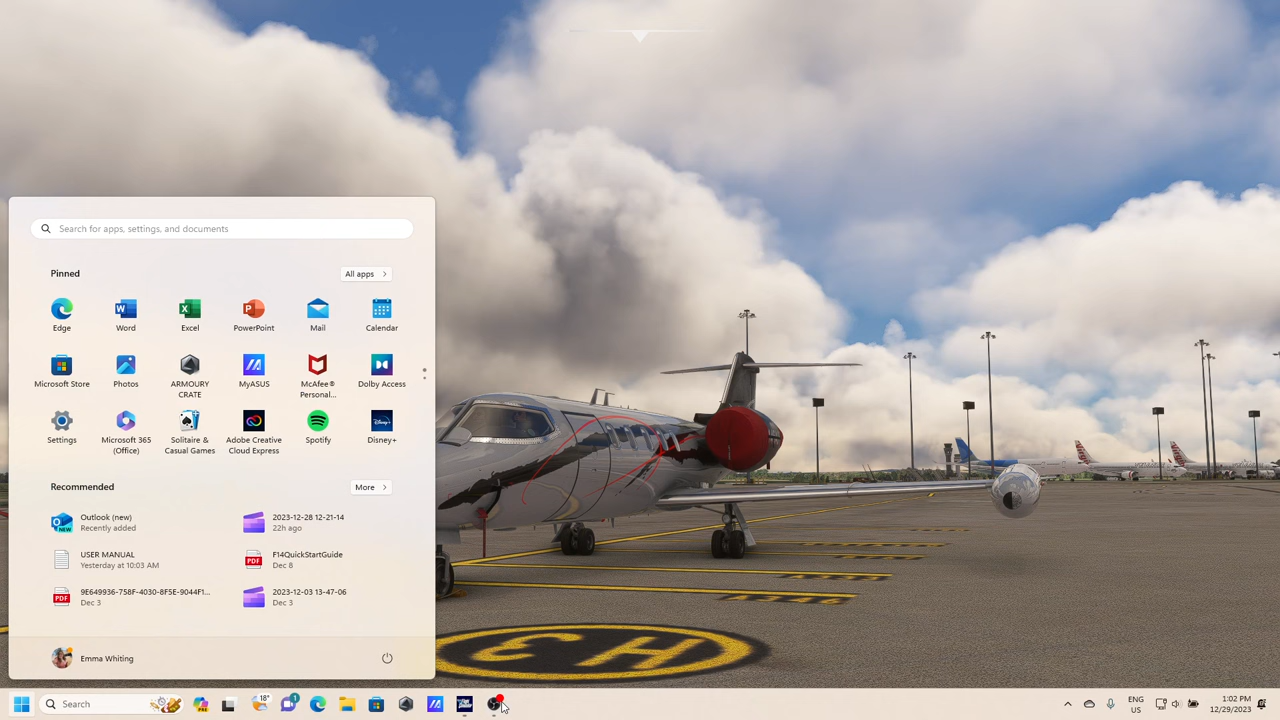 Search for apps, settings, and documents
Pinned
All apps
Edge
Word
Excel
PowerPoint
Mail
Calendar
Microsoft Store
Photos
ARMOURY
CRATE
MyASUS
McAfee®
Personal...
Dolby Access
Settings
Microsoft 365
(Office)
Solitaire &
Casual Games
Adobe Creative
Cloud Express
Spotify
Disney+
Recommended
More
Outlook (new)
Recently added
2023-12-28 12-21-14
22h ago
USER MANUAL
Yesterday at 10:03 AM
F14QuickStartGuide
Dec 8
9E649936-758F-4030-8F5E-9044F1...
Dec 3
2023-12-03 13-47-06
Dec 3
Emma Whiting
Search
18°
1
ENG
US
1:02 PM
12/29/2023